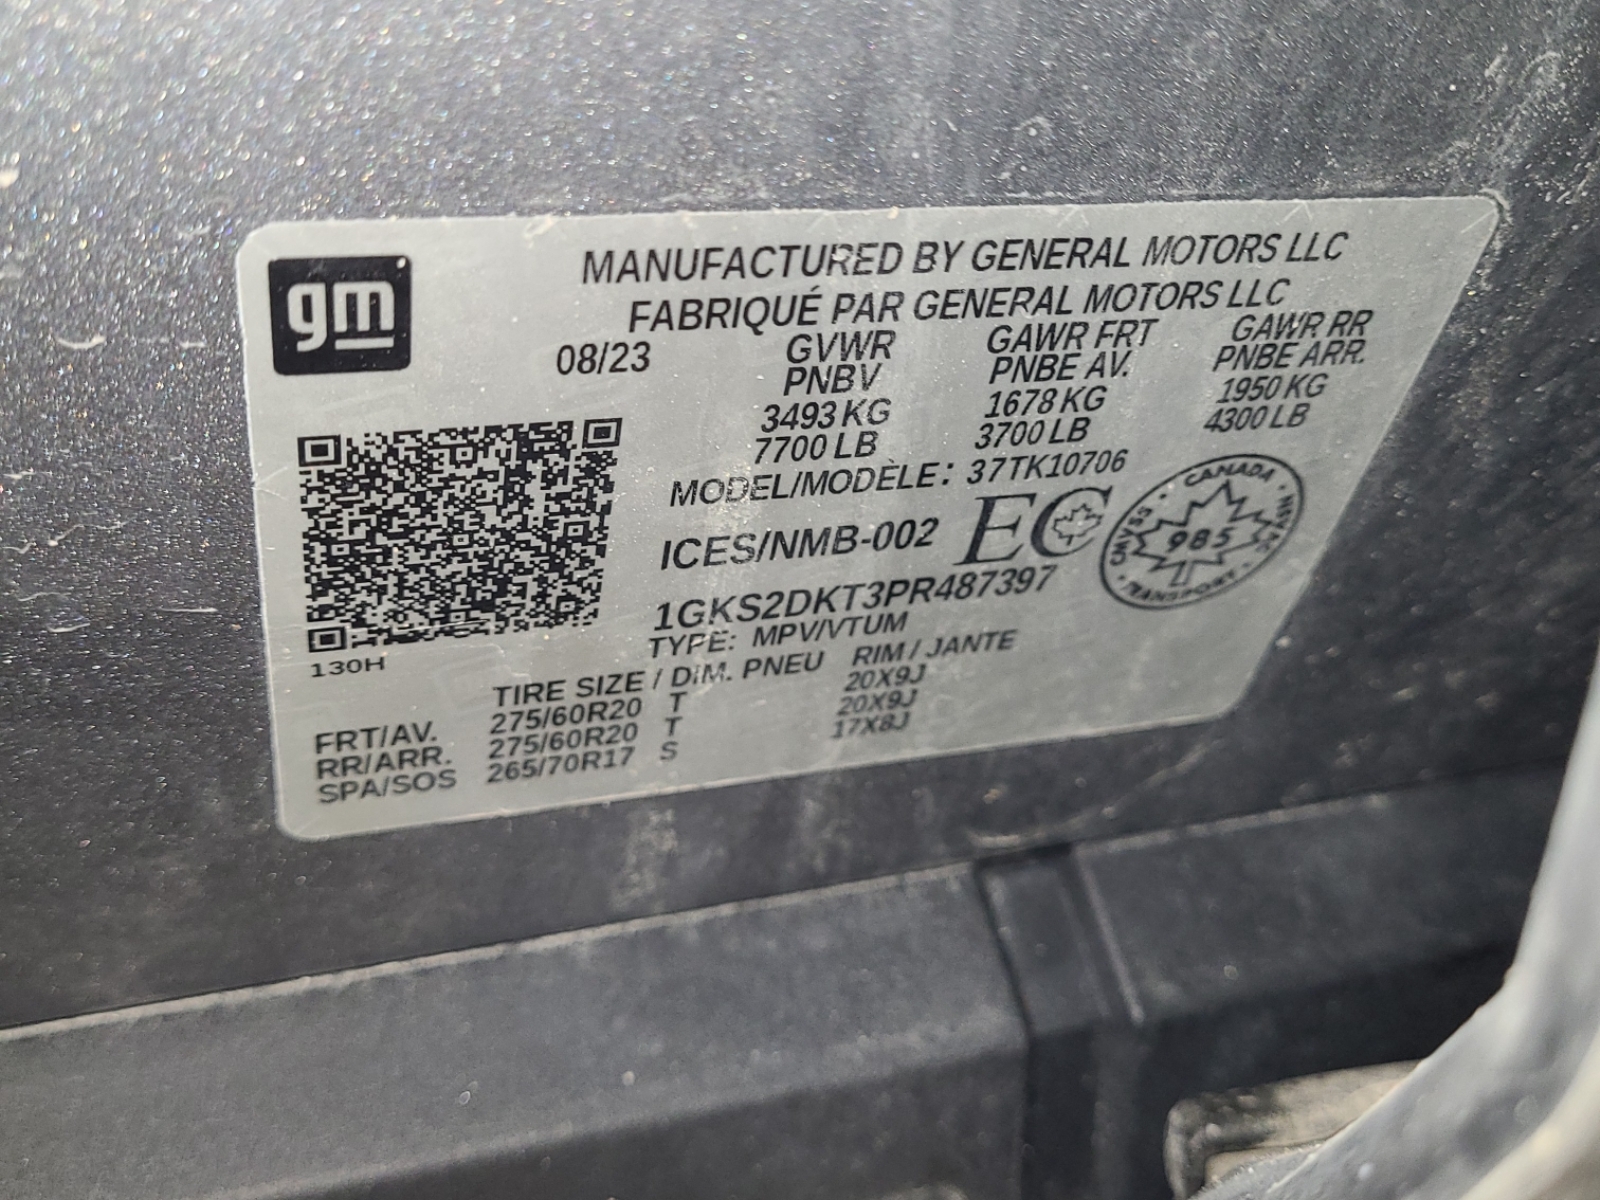 gm
MANUFACTURED BY GENERAL MOTORS LLC
FABRIQUÉ PAR GENERAL MOTORS LLC
08/23
GVWR GAWR FRT GAWR RR
PNBV PNBE AV. PNBE ARR.
3493 KG 1678 KG 1950 KG
7700 LB 3700 LB 4300 LB
MODEL/MODÈLE: 37TK10706
ICES/NMB-002 EC
CANADA
CMVSS NSVAC
985
TRANSPORT
1GKS2DKT3PR487397
TYPE: MPV/VTUM
130H
TIRE SIZE / DIM. PNEU RIM / JANTE
FRT/AV. 275/60R20 T 20X9J
RR/ARR. 275/60R20 T 20X9J
SPA/SOS 265/70R17 S 17X8J